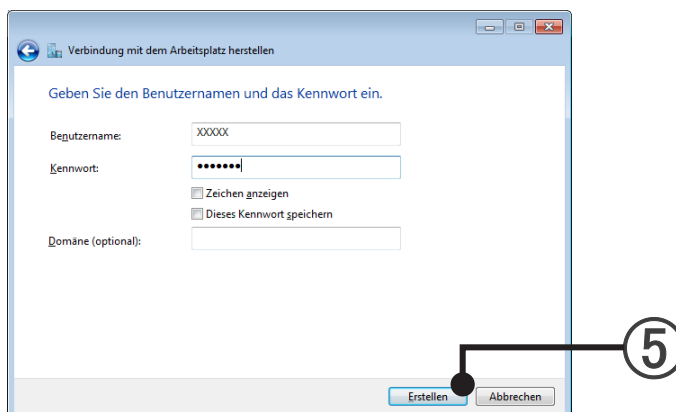 Verbindung mit dem Arbeitsplatz herstellen
Geben Sie den Benutzernamen und das Kennwort ein.
Benutzername: XXXXX
Kennwort: •••••••
Zeichen anzeigen
Dieses Kennwort speichern
Domäne (optional):
⑤
Erstellen Abbrechen